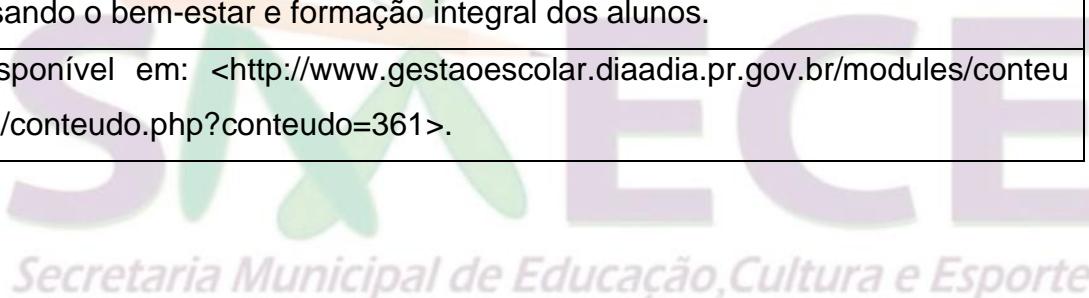 sando o bem-estar e formação integral dos alunos.
sponível em: <http://www.gestaoescolar.diaadia.pr.gov.br/modules/conteu
/conteudo.php?conteudo=361>.
SMECE
Secretaria Municipal de Educação,Cultura e Esporte